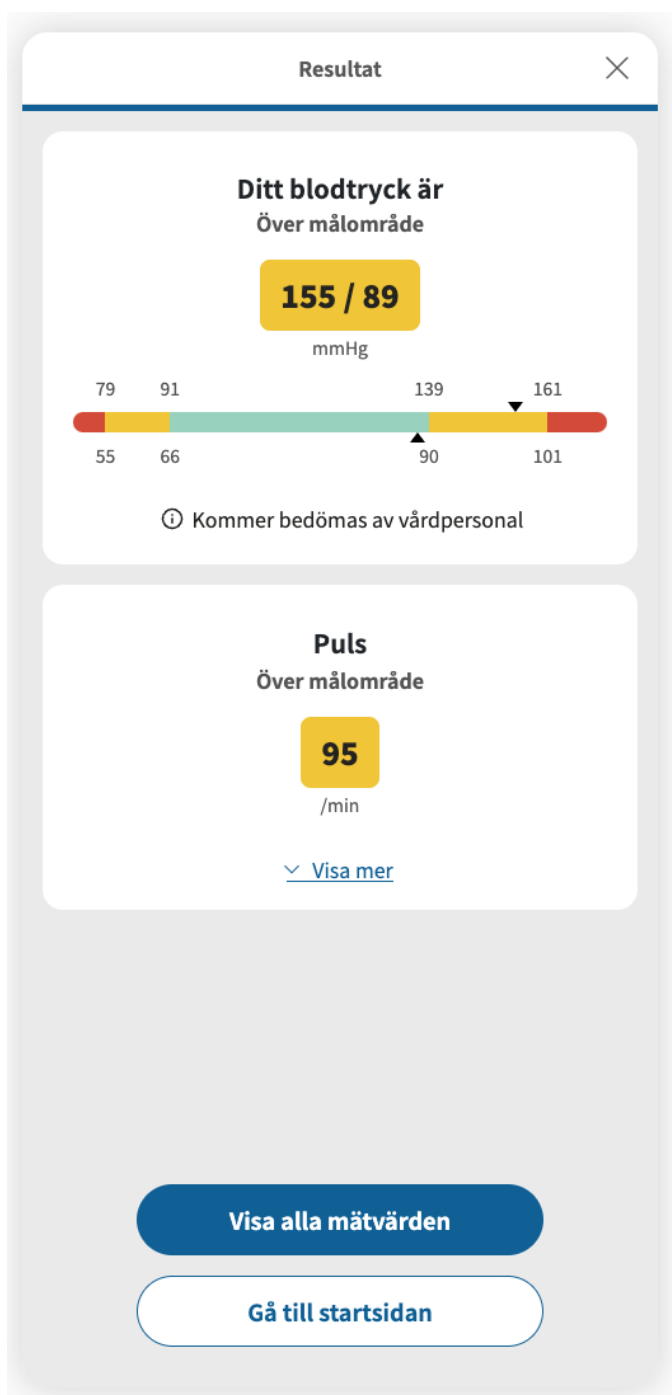 Resultat
Ditt blodtryck är
Över målområde
155 / 89
mmHg
79 91 139 161
55 66 90 101
Kommer bedömas av vårdpersonal
Puls
Över målområde
95
/min
Visa mer
Visa alla mätvärden
Gå till startsidan